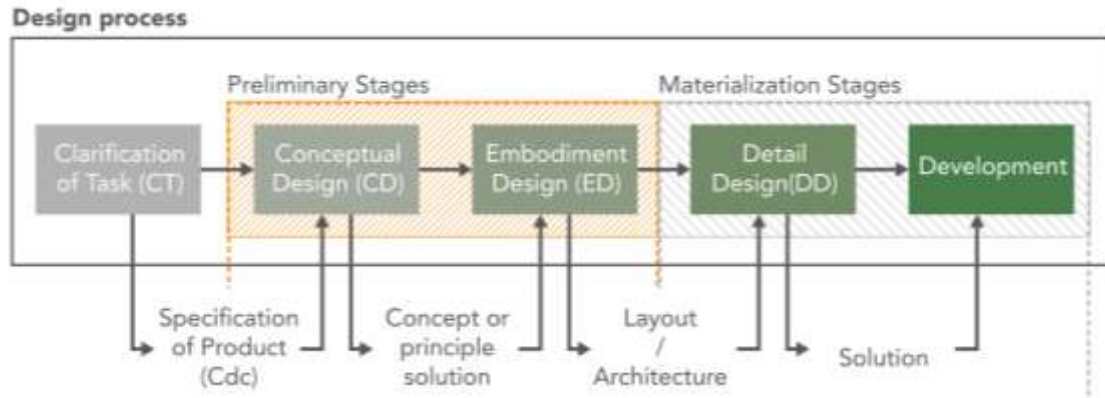 Design process
Preliminary Stages
Materialization Stages
Clarification
of Task (CT)
Conceptual
Design (CD)
Embodiment
Design (ED)
Detail
Design(DD)
Development
Specification
of Product
(Cdc)
Concept or
principle
solution
Layout
/
Architecture
Solution